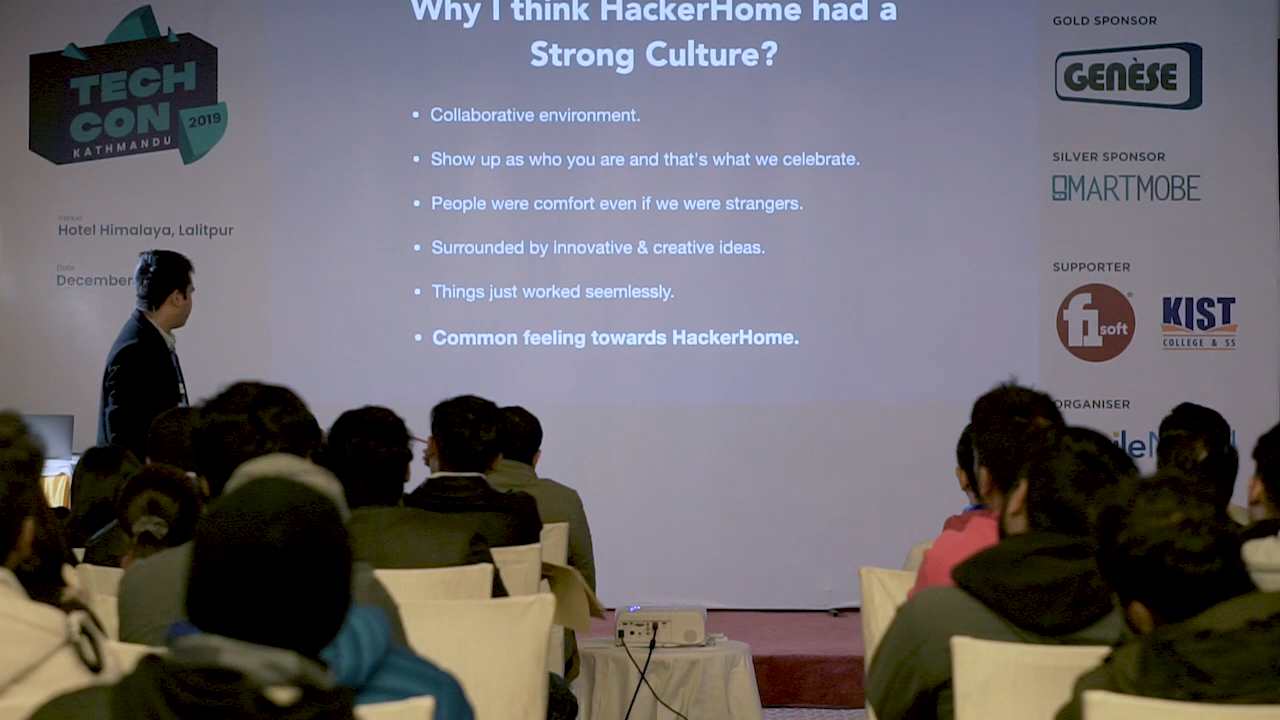 TECH
CON
2019
KATHMANDU
Venue
Hotel Himalaya, Lalitpur
Date
December
Why I think HackerHome had a
Strong Culture?
• Collaborative environment.
• Show up as who you are and that's what we celebrate.
• People were comfort even if we were strangers.
• Surrounded by innovative & creative ideas.
• Things just worked seemlessly.
• Common feeling towards HackerHome.
GOLD SPONSOR
GENÈSE
SILVER SPONSOR
SMARTMOBE
SUPPORTER
f1 soft
KIST
COLLEGE & SS
ORGANISER